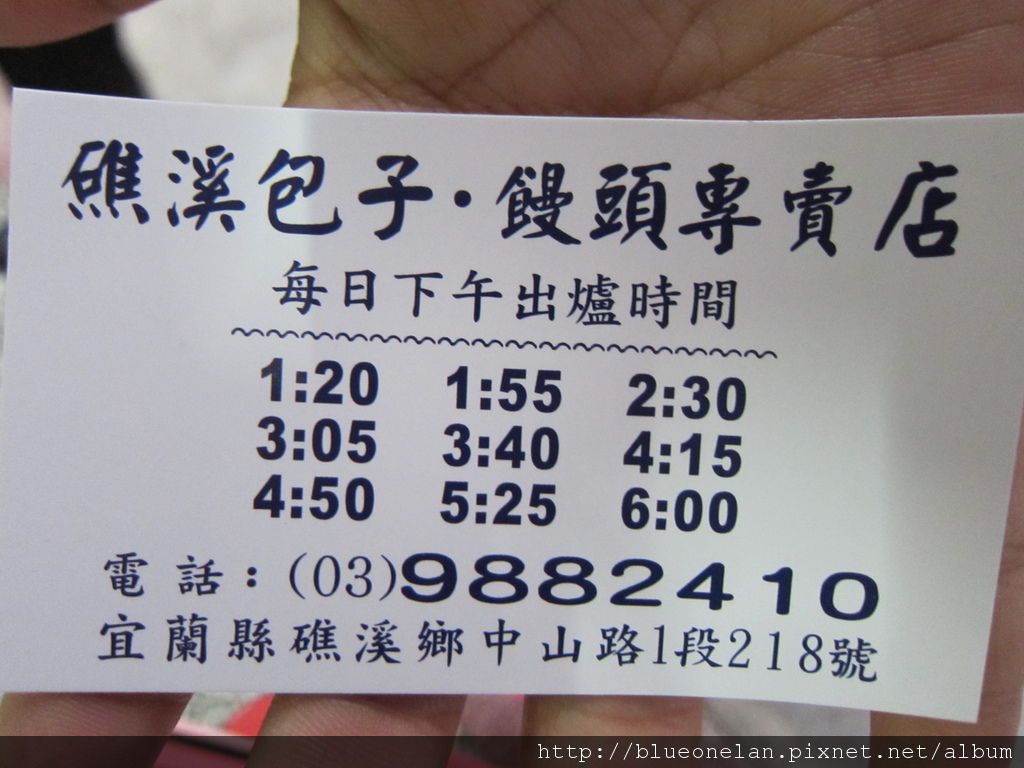 礁溪包子·饅頭專賣店
每日下午出爐時間
1:20 1:55 2:30
3:05 3:40 4:15
4:50 5:25 6:00
電話：(03)9882410
宜蘭縣礁溪鄉中山路1段218號
http://blueonelan.pixnet.net/album